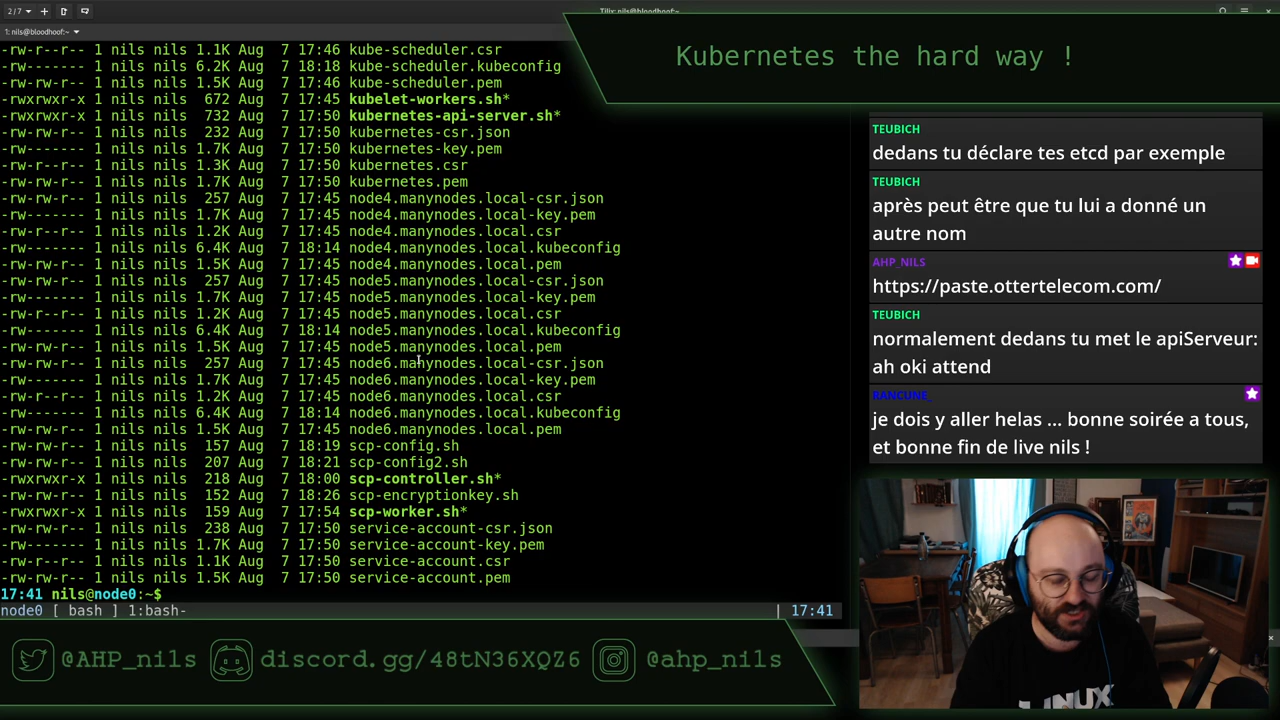 2/7
Tilix: nils@bloodhoof:~
1: nils@bloodhoof:~
Kubernetes the hard way !
-rw-r--r-- 1 nils nils 1.1K Aug  7 17:46 kube-scheduler.csr
-rw------- 1 nils nils 6.2K Aug  7 18:18 kube-scheduler.kubeconfig
-rw-rw-r-- 1 nils nils 1.5K Aug  7 17:46 kube-scheduler.pem
-rwxrwxr-x 1 nils nils  672 Aug  7 17:45 kubelet-workers.sh*
-rwxrwxr-x 1 nils nils  732 Aug  7 17:50 kubernetes-api-server.sh*
-rw-rw-r-- 1 nils nils  232 Aug  7 17:50 kubernetes-csr.json
-rw------- 1 nils nils 1.7K Aug  7 17:50 kubernetes-key.pem
-rw-r--r-- 1 nils nils 1.3K Aug  7 17:50 kubernetes.csr
-rw-rw-r-- 1 nils nils 1.7K Aug  7 17:50 kubernetes.pem
-rw-rw-r-- 1 nils nils  257 Aug  7 17:45 node4.manynodes.local-csr.json
-rw------- 1 nils nils 1.7K Aug  7 17:45 node4.manynodes.local-key.pem
-rw-r--r-- 1 nils nils 1.2K Aug  7 17:45 node4.manynodes.local.csr
-rw------- 1 nils nils 6.4K Aug  7 18:14 node4.manynodes.local.kubeconfig
-rw-rw-r-- 1 nils nils 1.5K Aug  7 17:45 node4.manynodes.local.pem
-rw-rw-r-- 1 nils nils  257 Aug  7 17:45 node5.manynodes.local-csr.json
-rw------- 1 nils nils 1.7K Aug  7 17:45 node5.manynodes.local-key.pem
-rw-r--r-- 1 nils nils 1.2K Aug  7 17:45 node5.manynodes.local.csr
-rw------- 1 nils nils 6.4K Aug  7 18:14 node5.manynodes.local.kubeconfig
-rw-rw-r-- 1 nils nils 1.5K Aug  7 17:45 node5.manynodes.local.pem
-rw-rw-r-- 1 nils nils  257 Aug  7 17:45 node6.manynodes.local-csr.json
-rw------- 1 nils nils 1.7K Aug  7 17:45 node6.manynodes.local-key.pem
-rw-r--r-- 1 nils nils 1.2K Aug  7 17:45 node6.manynodes.local.csr
-rw------- 1 nils nils 6.4K Aug  7 18:14 node6.manynodes.local.kubeconfig
-rw-rw-r-- 1 nils nils 1.5K Aug  7 17:45 node6.manynodes.local.pem
-rw-rw-r-- 1 nils nils  157 Aug  7 18:19 scp-config.sh
-rw-rw-r-- 1 nils nils  207 Aug  7 18:21 scp-config2.sh
-rwxrwxr-x 1 nils nils  218 Aug  7 18:00 scp-controller.sh*
-rw-rw-r-- 1 nils nils  152 Aug  7 18:26 scp-encryptionkey.sh
-rwxrwxr-x 1 nils nils  159 Aug  7 17:54 scp-worker.sh*
-rw-rw-r-- 1 nils nils  238 Aug  7 17:50 service-account-csr.json
-rw------- 1 nils nils 1.7K Aug  7 17:50 service-account-key.pem
-rw-r--r-- 1 nils nils 1.1K Aug  7 17:50 service-account.csr
-rw-rw-r-- 1 nils nils 1.5K Aug  7 17:50 service-account.pem
17:41 nils@node0:~$
node0 [ bash ] 1:bash- | 17:41
TEUBICH
dedans tu déclare tes etcd par exemple
TEUBICH
après peut être que tu lui a donné un
autre nom
AHP_NILS
https://paste.ottertelecom.com/
TEUBICH
normalement dedans tu met le apiServeur:
ah oki attend
RANCUNE_
je dois y aller helas ... bonne soirée a tous,
et bonne fin de live nils !
LINUX
@AHP_nils discord.gg/48tN36XQZ6 @ahp_nils